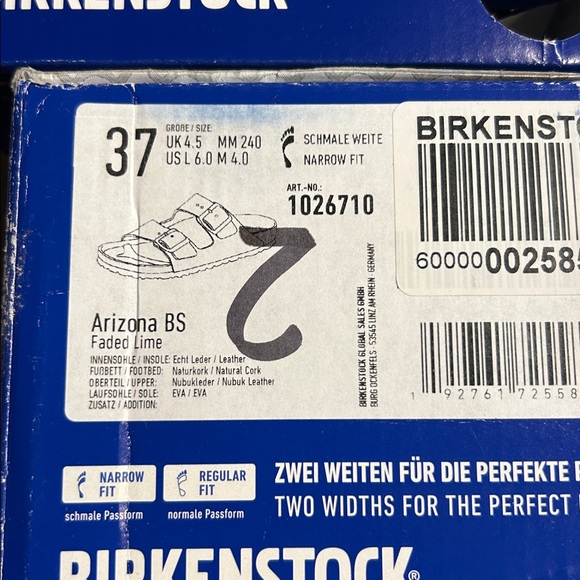 BIRKENSTOCK
37
GRÖßE / SIZE:
UK 4.5 MM 240
US L 6.0 M 4.0
SCHMALE WEITE
NARROW FIT
ART.-NO.:
1026710
BIRKENST
60000002585
2
Arizona BS
Faded Lime
INNENSOHLE / INSOLE: Echt Leder / Leather
FUßBETT / FOOTBED: Naturkork / Natural Cork
OBERTEIL / UPPER: Nubukleder / Nubuk Leather
LAUFSOHLE / SOLE: EVA / EVA
ZUSATZ / ADDITION:
BIRKENSTOCK GLOBAL SALES GMBH
BURG OCKENFELS · 53545 LINZ AM RHEIN · GERMANY
1 92761 72558
NARROW
FIT
schmale Passform
REGULAR
FIT
normale Passform
ZWEI WEITEN FÜR DIE PERFEKTE
TWO WIDTHS FOR THE PERFECT
BIRKENSTOCK®